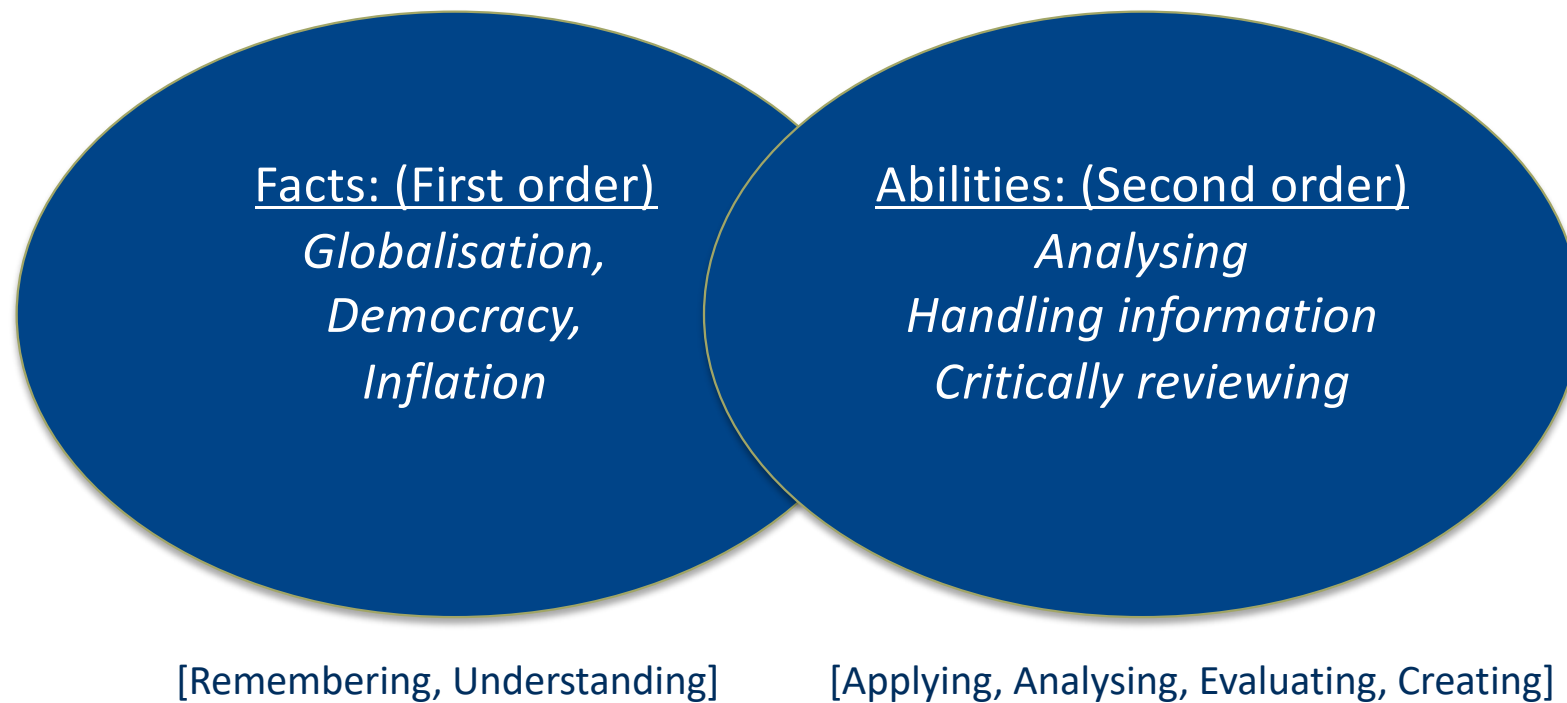 Facts: (First order)
Globalisation,
Democracy,
Inflation
Abilities: (Second order)
Analysing
Handling information
Critically reviewing
[Remembering, Understanding]
[Applying, Analysing, Evaluating, Creating]